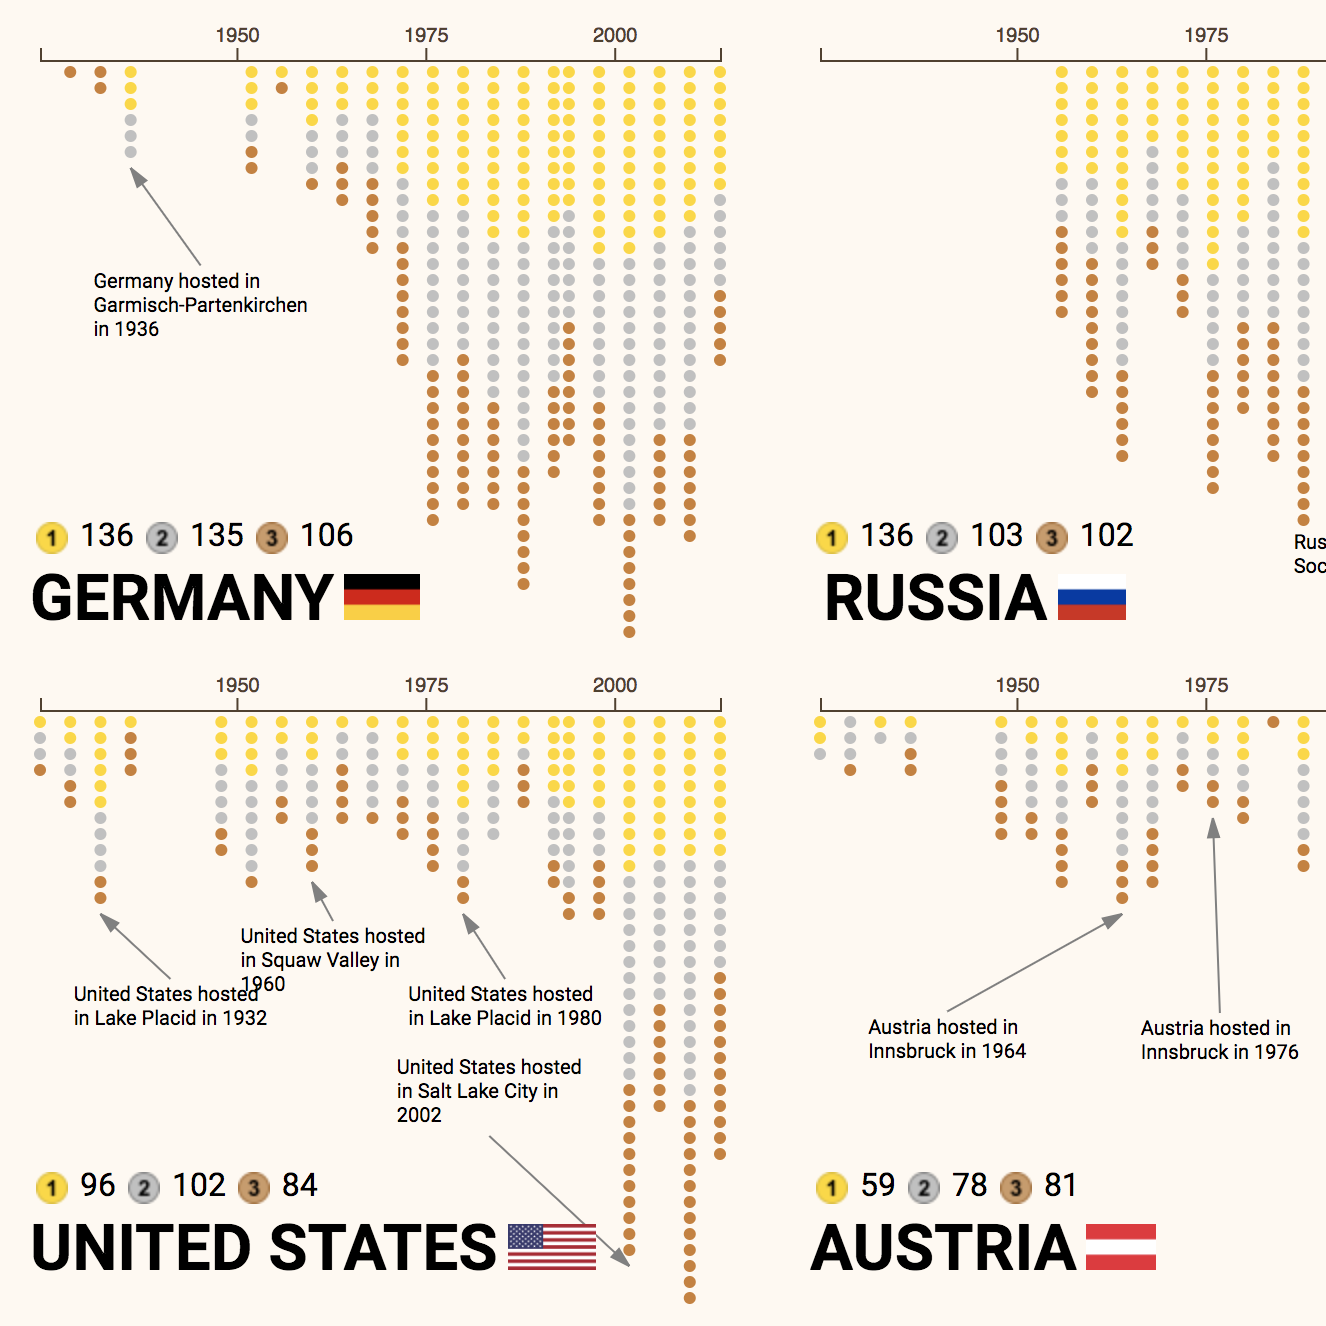 1950 1975 2000
1950 1975
Germany hosted in
Garmisch-Partenkirchen
in 1936
1 136 2 135 3 106
GERMANY
1 136 2 103 3 102
RUSSIA
Rus
Soc
1950 1975 2000
1950 1975
United States hosted
in Lake Placid in 1932
United States hosted
in Squaw Valley in
1960
United States hosted
in Lake Placid in 1980
United States hosted
in Salt Lake City in
2002
Austria hosted in
Innsbruck in 1964
Austria hosted in
Innsbruck in 1976
1 96 2 102 3 84
UNITED STATES
1 59 2 78 3 81
AUSTRIA